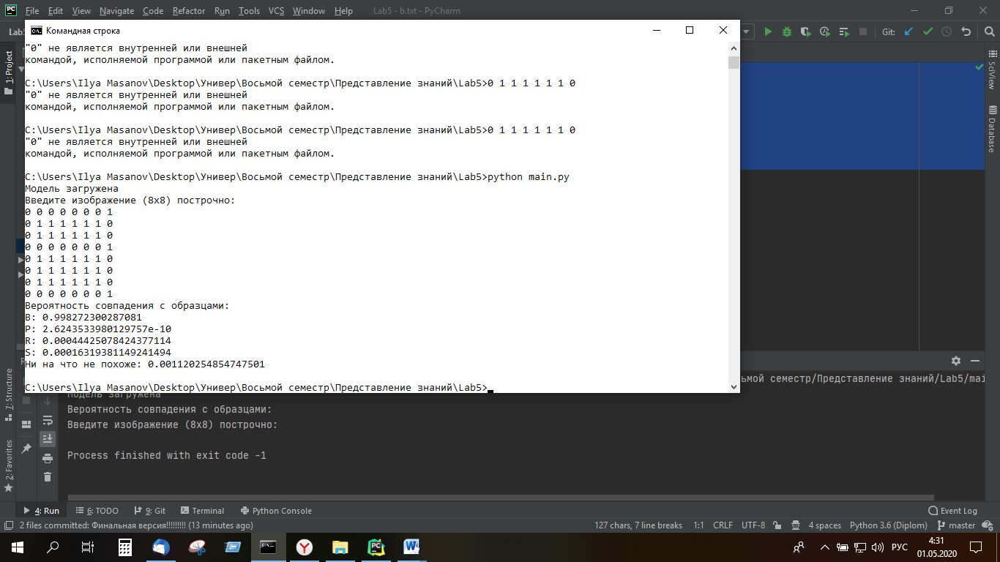 File Edit View Navigate Code Refactor Run Tools VCS Window Help Lab5 - b.txt - PyCharm
Lab5
Git:
Командная строка
"0" не является внутренней или внешней
командой, исполняемой программой или пакетным файлом.
C:\Users\Ilya Masanov\Desktop\Универ\Восьмой семестр\Представление знаний\Lab5>0 1 1 1 1 1 1 0
"0" не является внутренней или внешней
командой, исполняемой программой или пакетным файлом.
C:\Users\Ilya Masanov\Desktop\Универ\Восьмой семестр\Представление знаний\Lab5>0 1 1 1 1 1 1 0
"0" не является внутренней или внешней
командой, исполняемой программой или пакетным файлом.
C:\Users\Ilya Masanov\Desktop\Универ\Восьмой семестр\Представление знаний\Lab5>python main.py
Модель загружена
Введите изображение (8x8) построчно:
0 0 0 0 0 0 0 1
0 1 1 1 1 1 1 0
0 1 1 1 1 1 1 0
0 0 0 0 0 0 0 1
0 1 1 1 1 1 1 0
0 1 1 1 1 1 1 0
0 1 1 1 1 1 1 0
0 0 0 0 0 0 0 1
Вероятность совпадения с образцами:
B: 0.998272300287081
P: 2.6243533980129757e-10
R: 0.00044425078424377114
S: 0.00016319381149241494
Ни на что не похоже: 0.001120254854747501
C:\Users\Ilya Masanov\Desktop\Универ\Восьмой семестр\Представление знаний\Lab5>
1: Project
7: Structure
2: Favorites
SciView
Database
ьмой семестр/Представление знаний/Lab5/mai
Модель загружена
Вероятность совпадения с образцами:
Введите изображение (8x8) построчно:
Process finished with exit code -1
4: Run 6: TODO 9: Git Terminal Python Console Event Log
2 files committed: Финальная версия!!!!!!!!! (13 minutes ago) 127 chars, 7 line breaks 1:1 CRLF UTF-8 4 spaces Python 3.6 (Diplom) master
РУС
4:31
01.05.2020